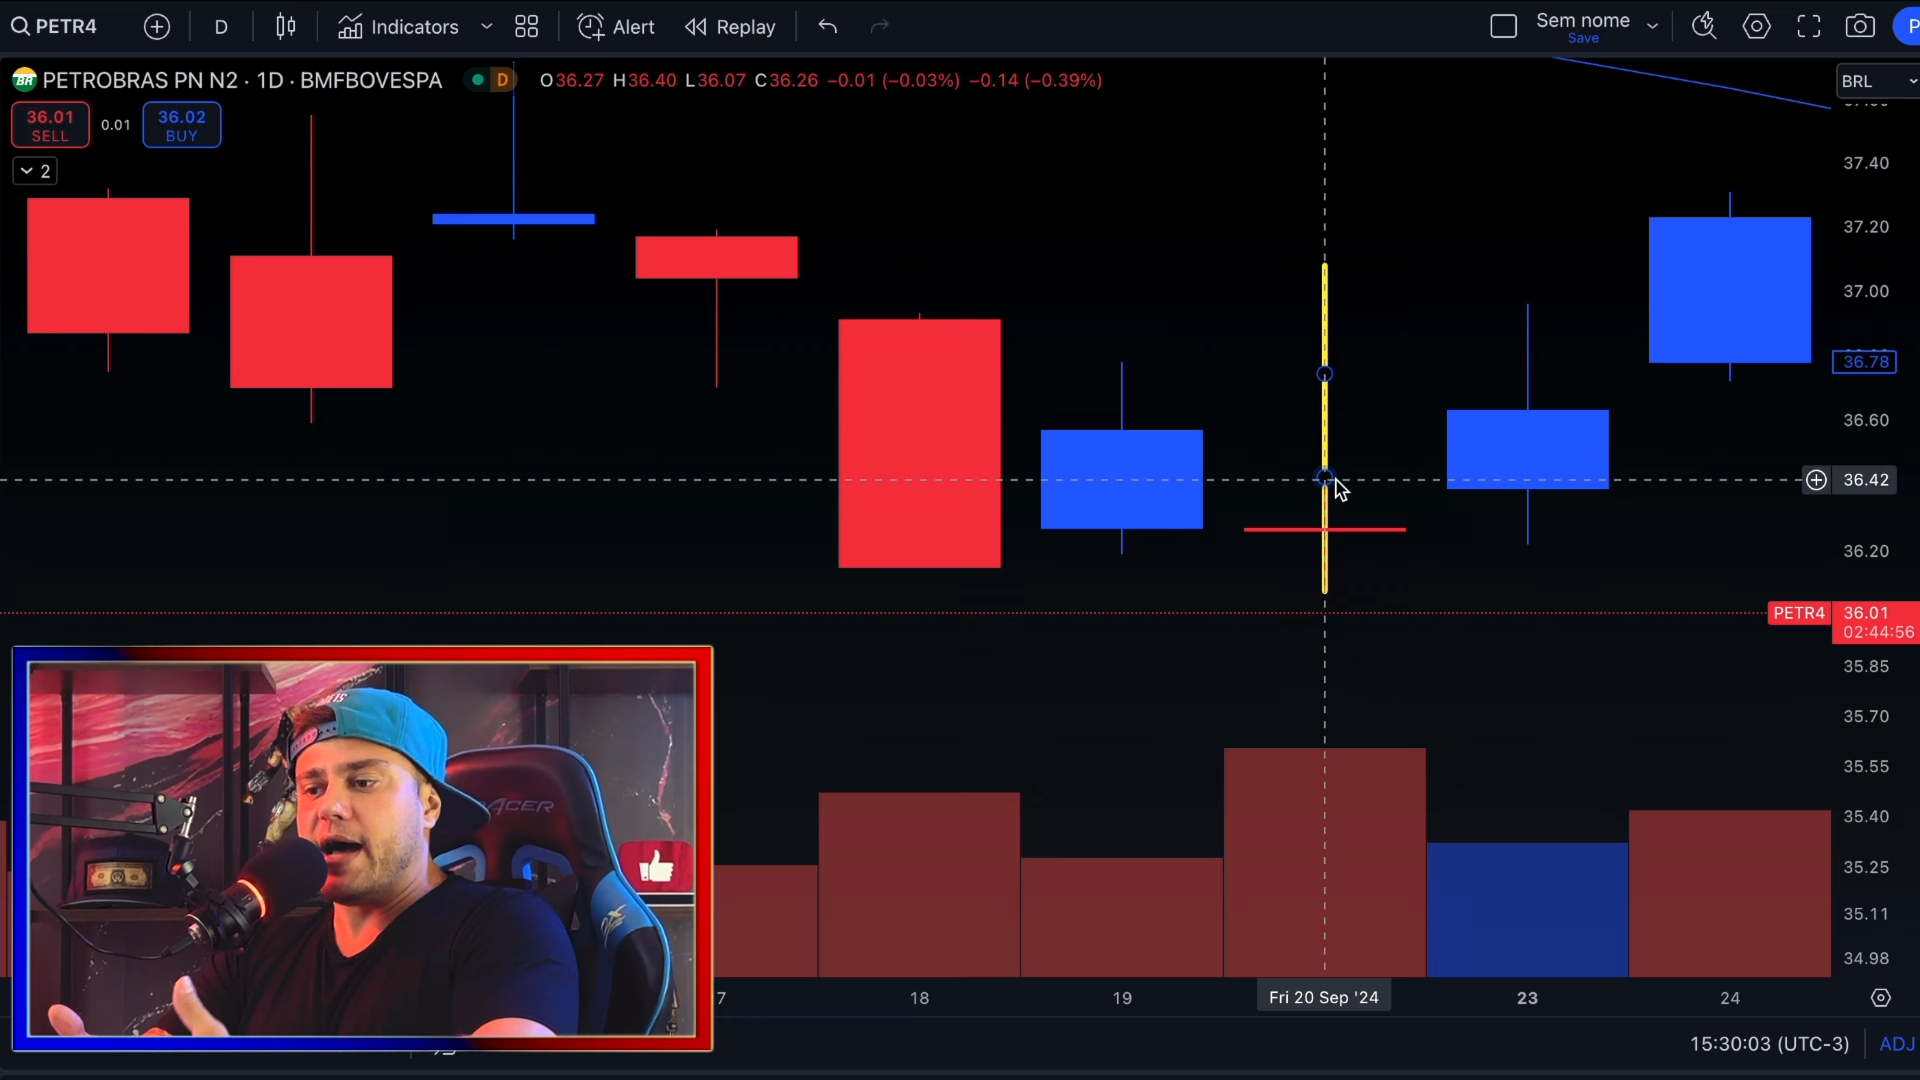 PETR4 D Indicators Alert Replay Sem nome
Save P
BR PETROBRAS PN N2 · 1D · BMFBOVESPA D O36.27 H36.40 L36.07 C36.26 −0.01 (−0.03%) −0.14 (−0.39%) BRL
36.01 0.01 36.02
SELL BUY
2
37.40
37.20
37.00
36.78
36.60
36.42
36.20
PETR4 36.01
02:44:56
35.85
35.70
35.55
35.40
35.25
35.11
34.98
ACER
7 18 19 Fri 20 Sep '24 23 24
15:30:03 (UTC-3) ADJ